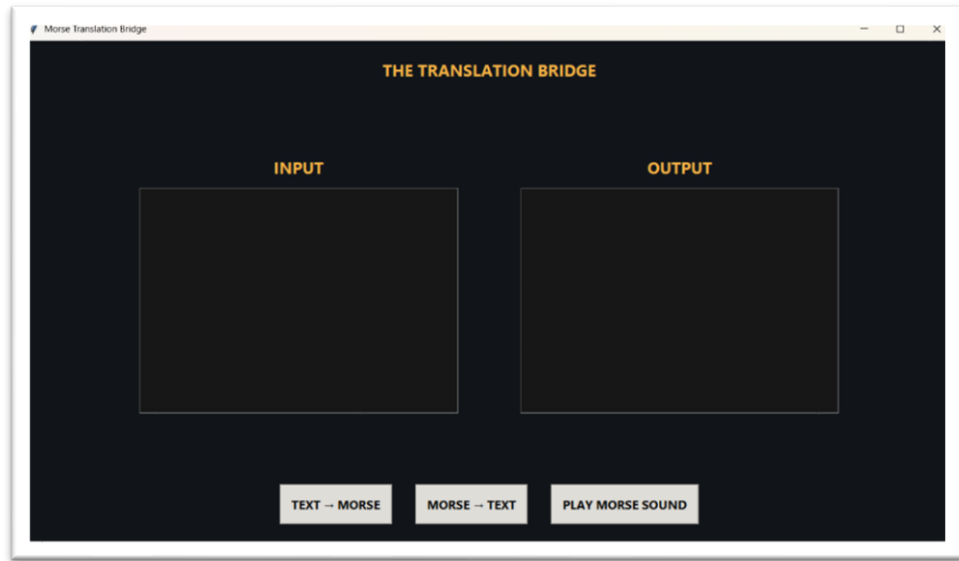 Morse Translation Bridge
THE TRANSLATION BRIDGE
INPUT
OUTPUT
TEXT → MORSE
MORSE → TEXT
PLAY MORSE SOUND